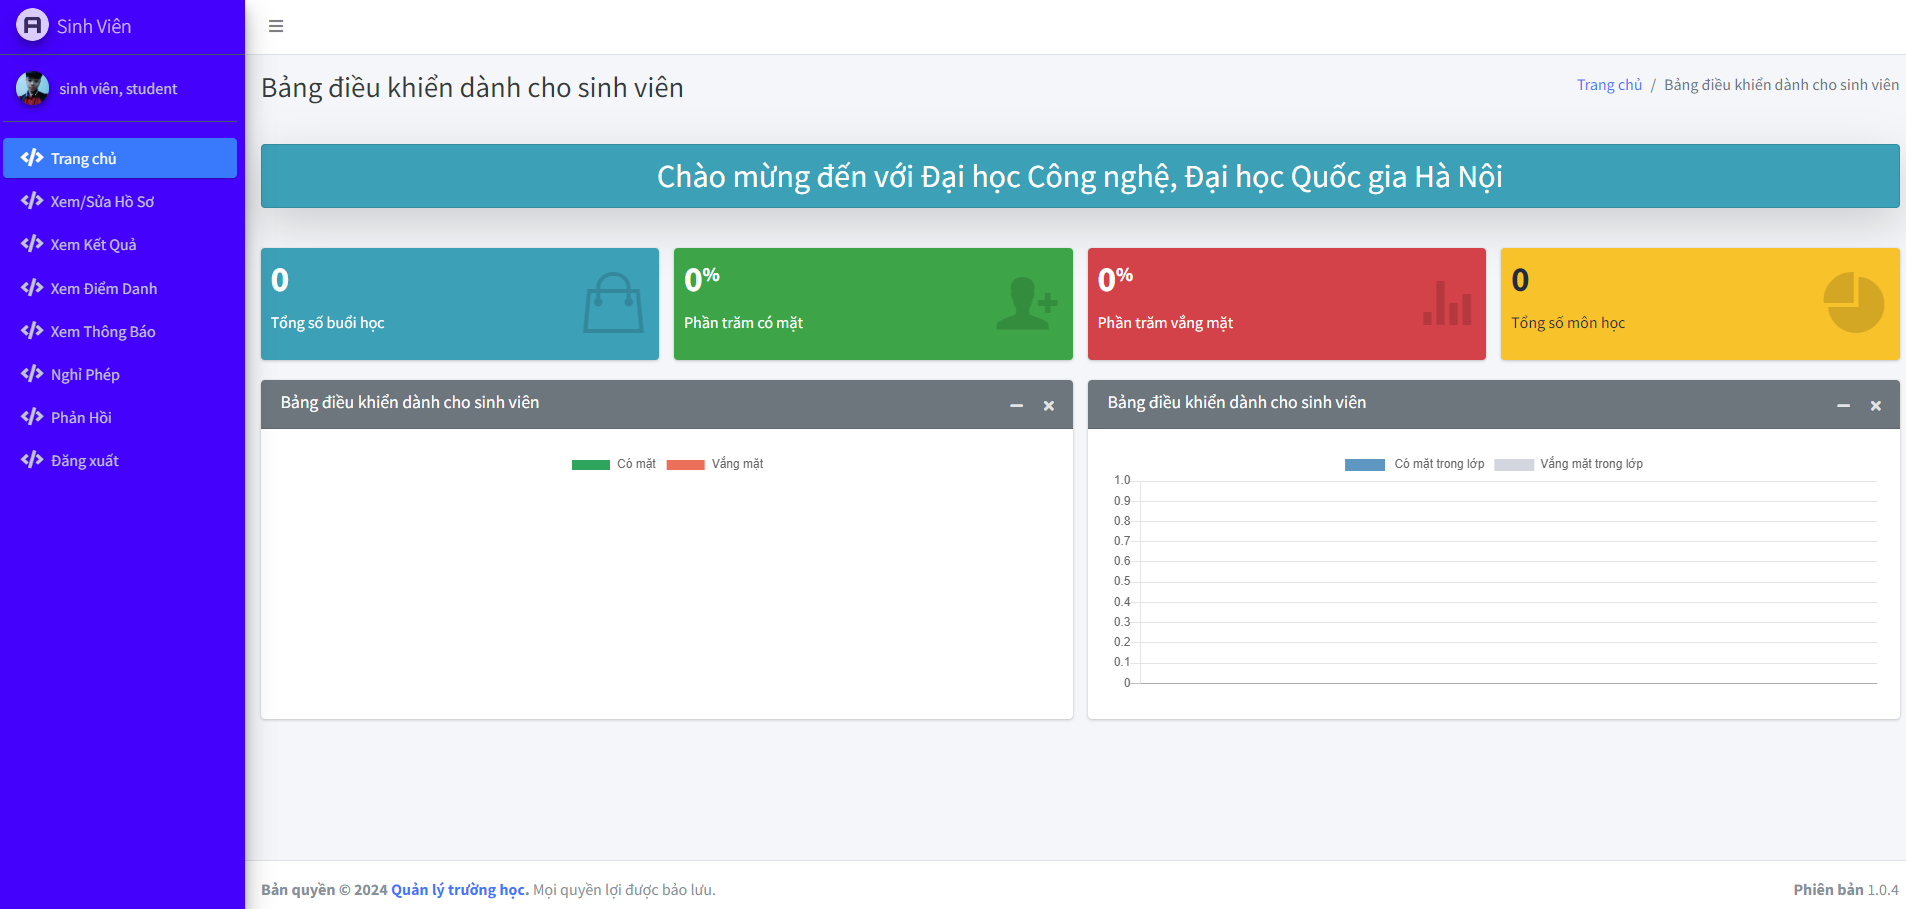 Sinh Viên
sinh viên, student
Trang chủ
Xem/Sửa Hồ Sơ
Xem Kết Quả
Xem Điểm Danh
Xem Thông Báo
Nghỉ Phép
Phản Hồi
Đăng xuất
Bảng điều khiển dành cho sinh viên
Trang chủ / Bảng điều khiển dành cho sinh viên
Chào mừng đến với Đại học Công nghệ, Đại học Quốc gia Hà Nội
0
Tổng số buổi học
0%
Phần trăm có mặt
0%
Phần trăm vắng mặt
0
Tổng số môn học
Bảng điều khiển dành cho sinh viên
Có mặt Vắng mặt
Bảng điều khiển dành cho sinh viên
Có mặt trong lớp Vắng mặt trong lớp
1.0
0.9
0.8
0.7
0.6
0.5
0.4
0.3
0.2
0.1
0
Bản quyền © 2024 Quản lý trường học. Mọi quyền lợi được bảo lưu.
Phiên bản 1.0.4